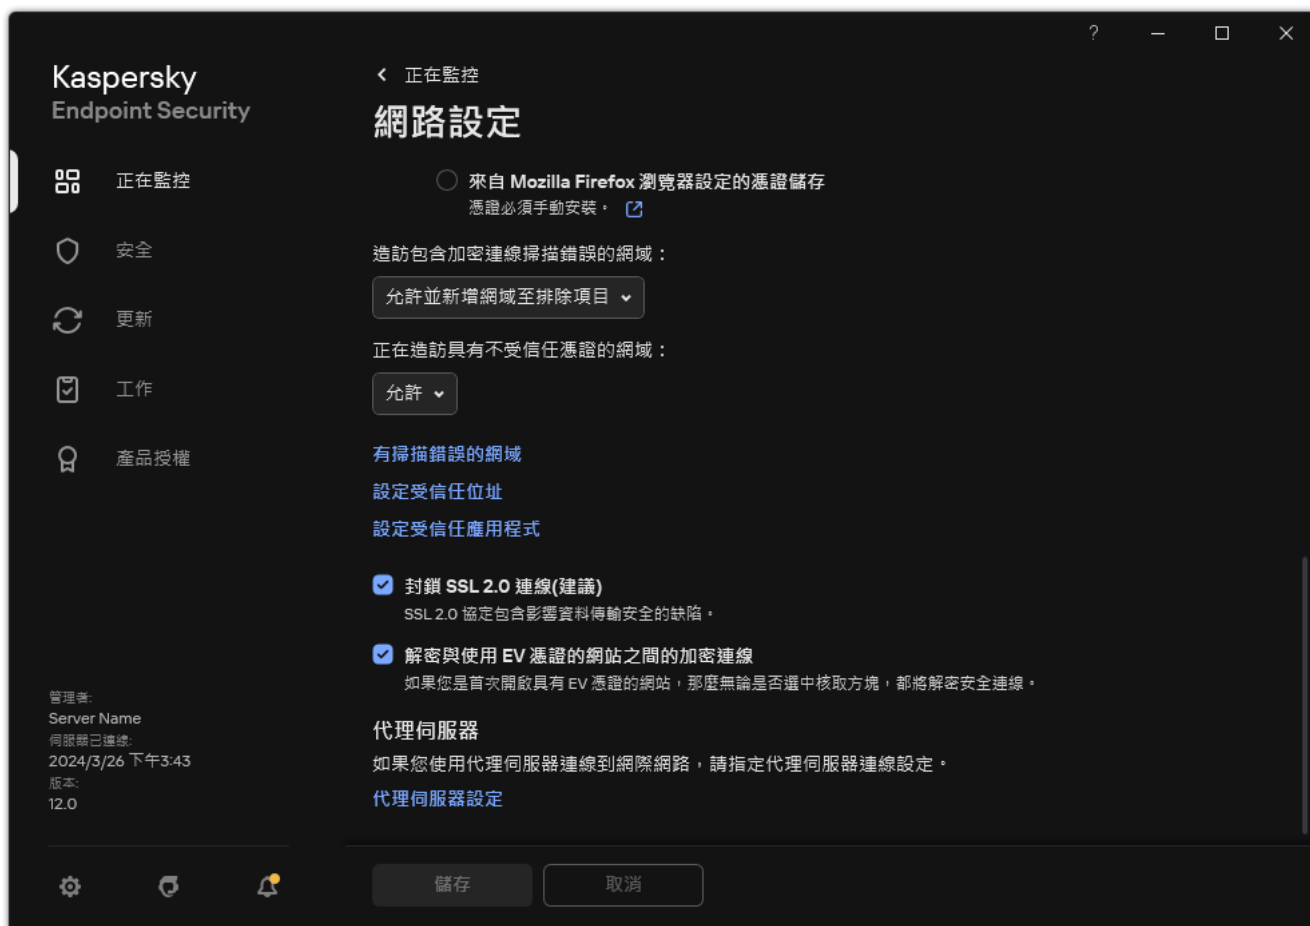 ?
Kaspersky
Endpoint Security
正在監控
安全
更新
工作
產品授權
管理者:
Server Name
伺服器已連線:
2024/3/26 下午3:43
版本:
12.0
正在監控
網路設定
來自 Mozilla Firefox 瀏覽器設定的憑證儲存
憑證必須手動安裝。
造訪包含加密連線掃描錯誤的網域：
允許並新增網域至排除項目
正在造訪具有不受信任憑證的網域：
允許
有掃描錯誤的網域
設定受信任位址
設定受信任應用程式
封鎖 SSL 2.0 連線(建議)
SSL 2.0 協定包含影響資料傳輸安全的缺陷。
解密與使用 EV 憑證的網站之間的加密連線
如果您是首次開啟具有 EV 憑證的網站，那麼無論是否選中核取方塊，都將解密安全連線。
代理伺服器
如果您使用代理伺服器連線到網際網路，請指定代理伺服器連線設定。
代理伺服器設定
儲存
取消